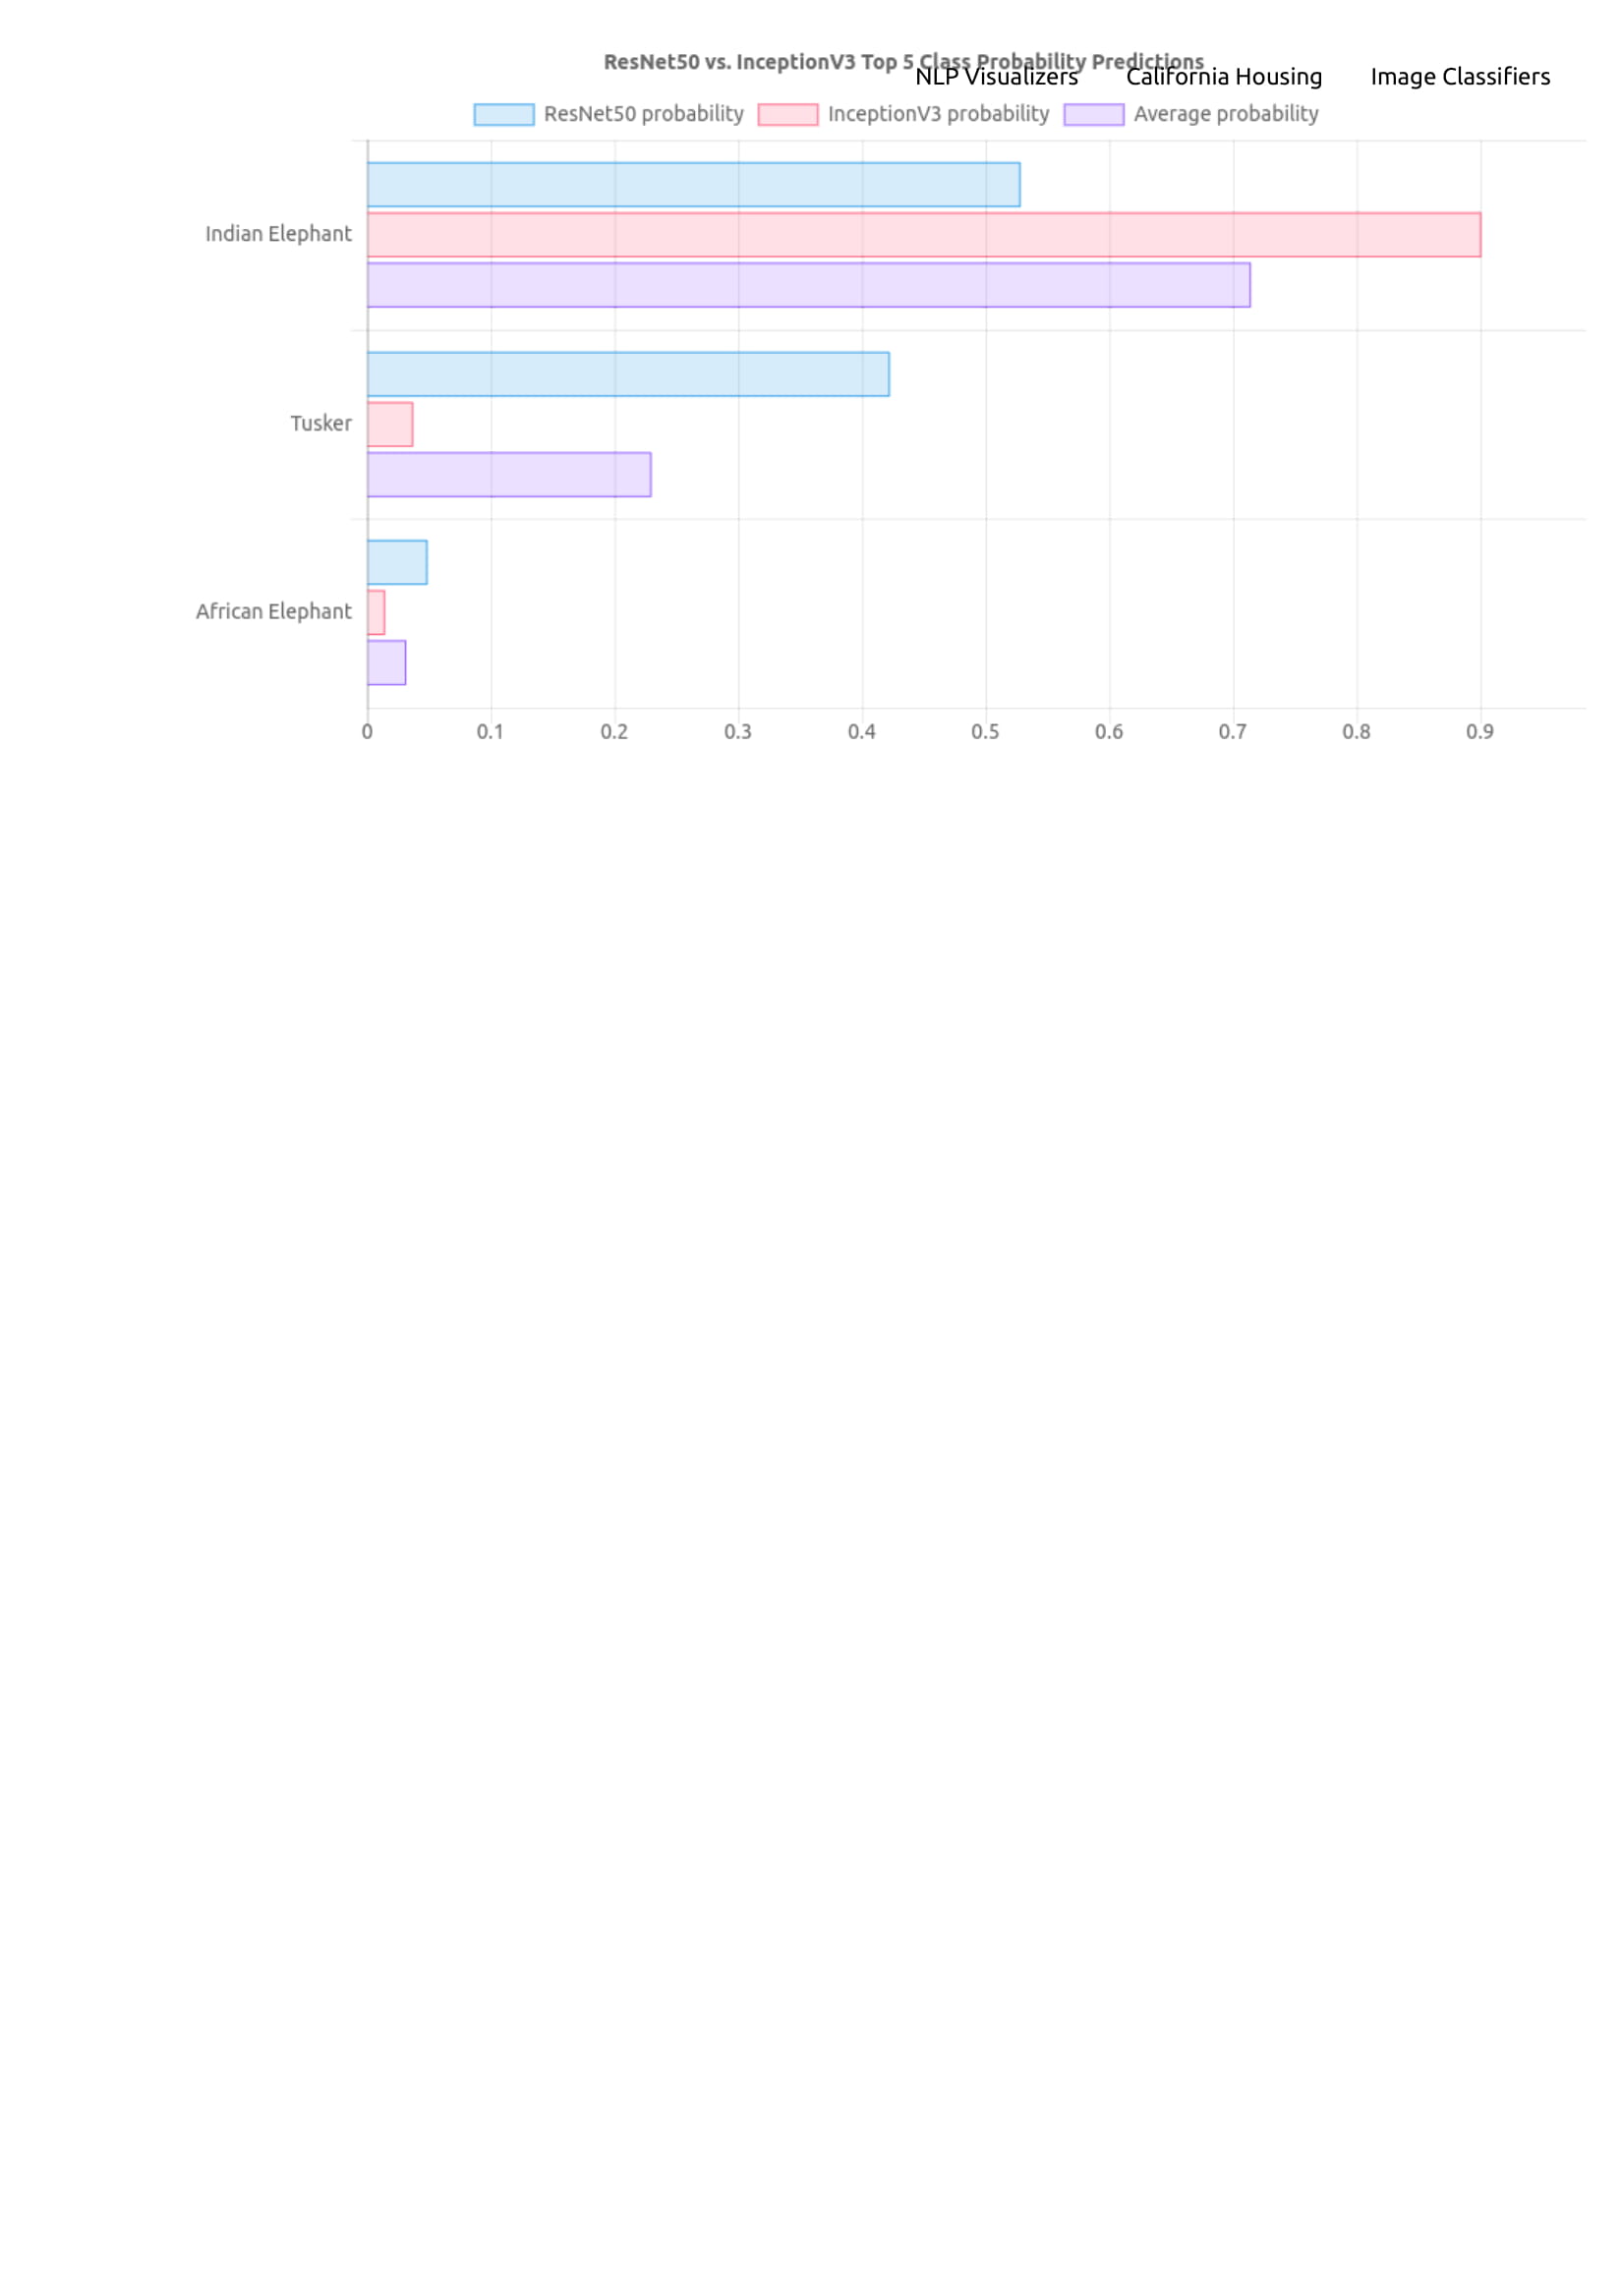 ResNet50 vs. InceptionV3 Top 5 Class Probability Predictions
NLP Visualizers California Housing Image Classifiers
ResNet50 probability InceptionV3 probability Average probability
Indian Elephant
Tusker
African Elephant
0 0.1 0.2 0.3 0.4 0.5 0.6 0.7 0.8 0.9